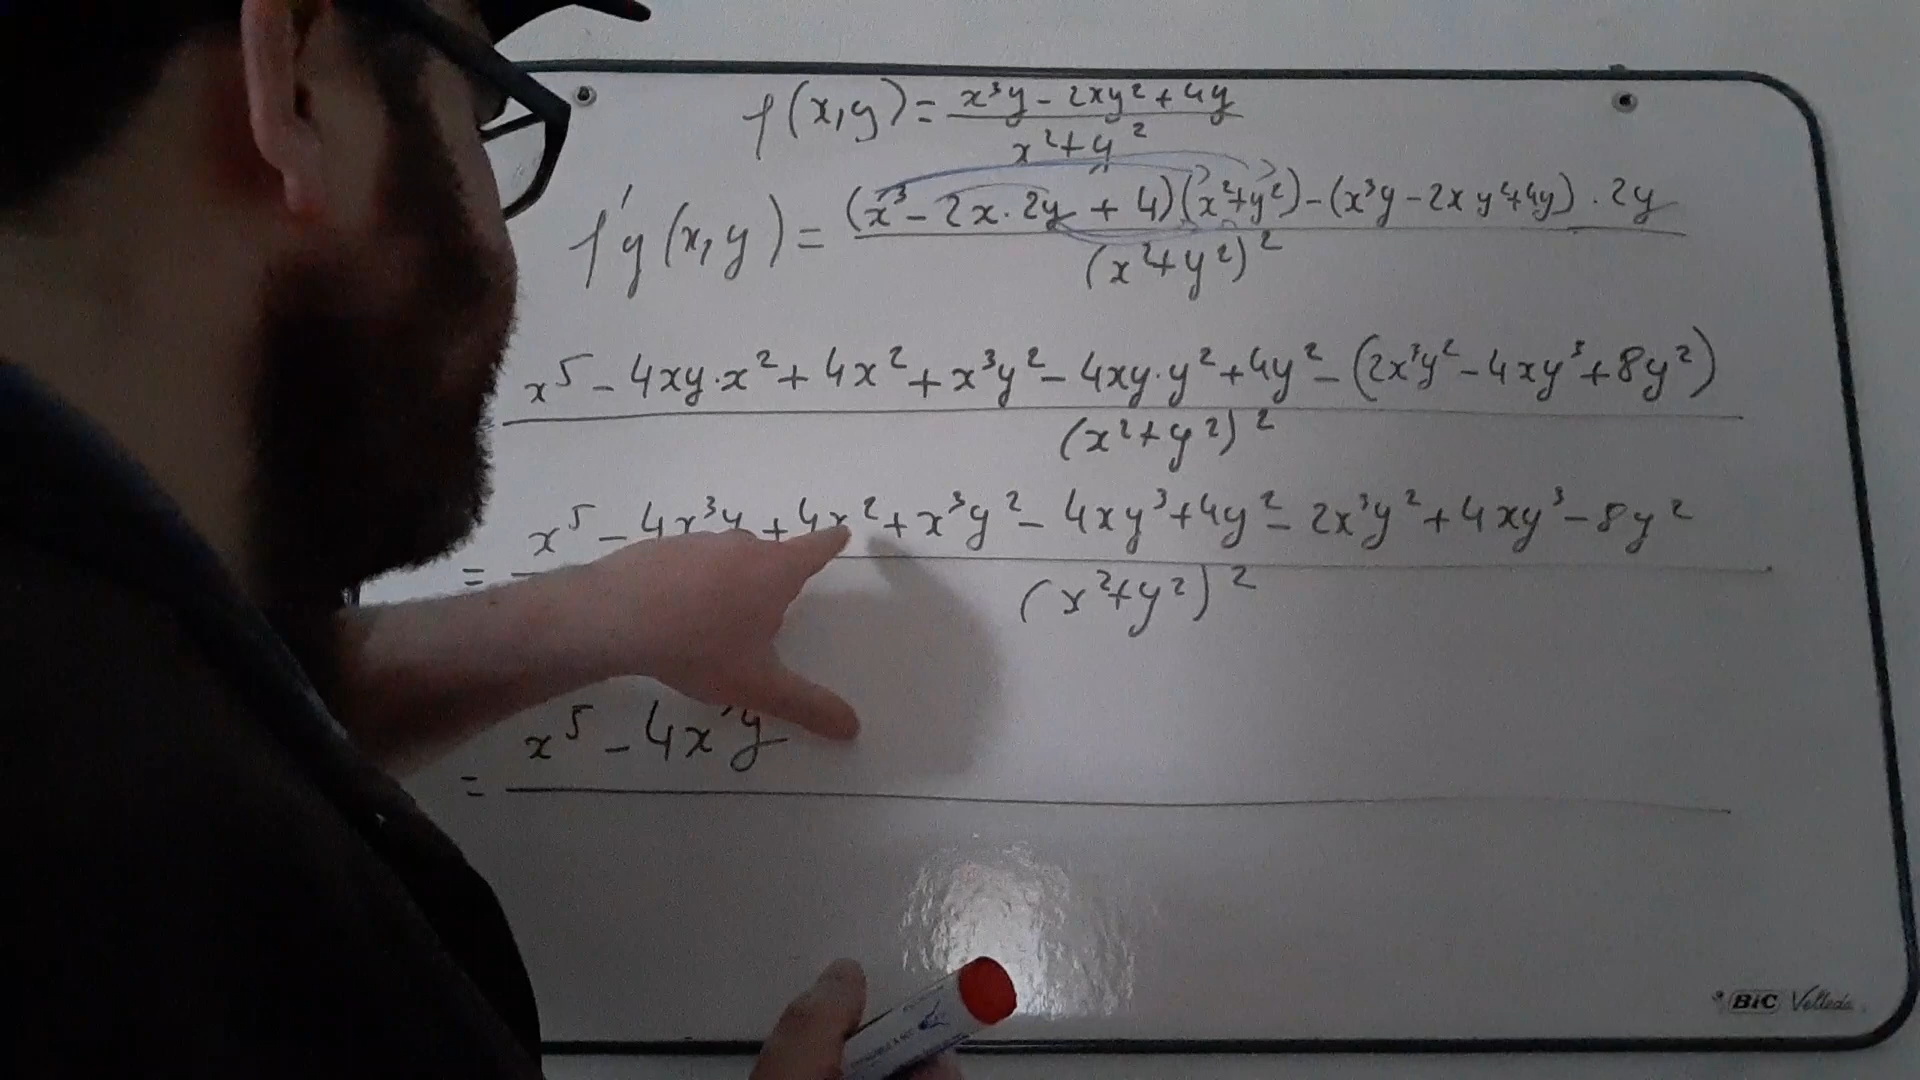 f(x,y) = (x³y - 2xy² + 4y) / (x² + y²)
f'y(x,y) = ((x³ - 2x · 2y + 4)(x² + y²) - (x³y - 2xy² + 4y) · 2y) / (x² + y²)²
= (x⁵ - 4xy · x² + 4x² + x³y² - 4xy · y² + 4y² - (2x³y² - 4xy³ + 8y²)) / (x² + y²)²
= (x⁵ - 4x³y + 4x² + x³y² - 4xy³ + 4y² - 2x³y² + 4xy³ - 8y²) / (x² + y²)²
= x⁵ - 4x³y
BiC Velleda